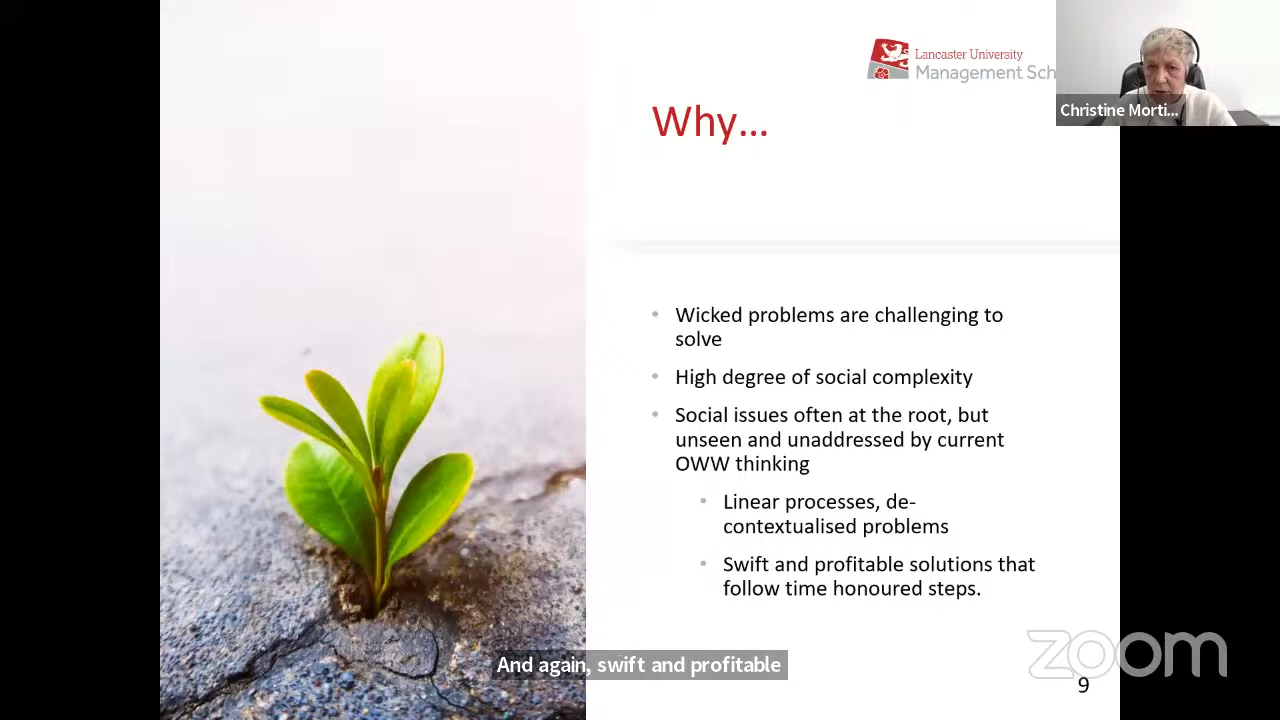 Lancaster University
Management Sch
Christine Morti...
Why...
• Wicked problems are challenging to
solve
• High degree of social complexity
• Social issues often at the root, but
unseen and unaddressed by current
OWW thinking
• Linear processes, de-
contextualised problems
• Swift and profitable solutions that
follow time honoured steps.
And again, swift and profitable
zoom
9